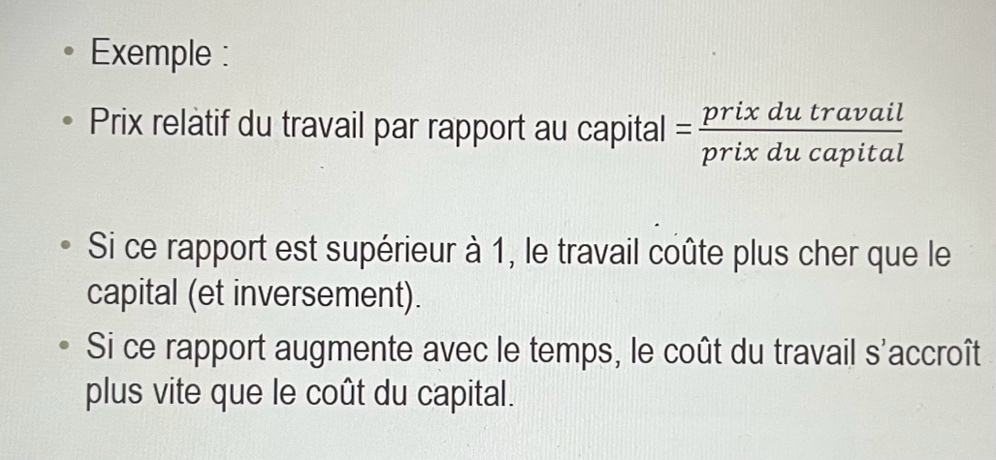 • Exemple :
• Prix relatif du travail par rapport au capital = prix du travail / prix du capital
• Si ce rapport est supérieur à 1, le travail coûte plus cher que le
capital (et inversement).
• Si ce rapport augmente avec le temps, le coût du travail s'accroît
plus vite que le coût du capital.